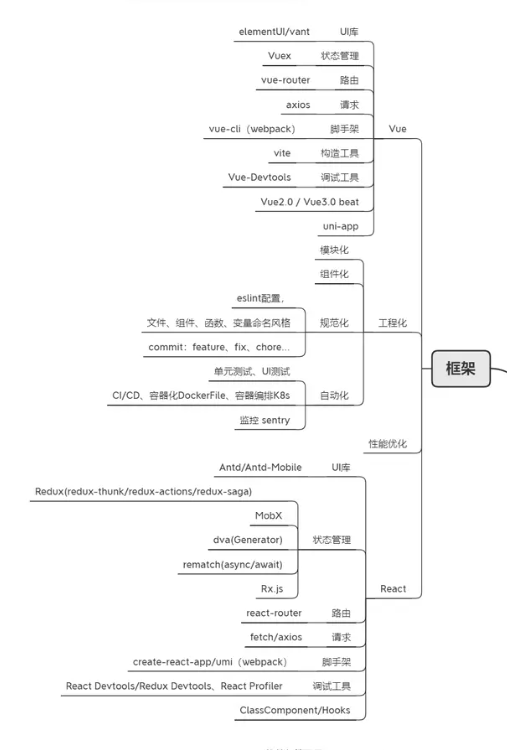 elementUI/vant UI库
Vuex 状态管理
vue-router 路由
axios 请求
vue-cli（webpack） 脚手架 Vue
vite 构造工具
Vue-Devtools 调试工具
Vue2.0 / Vue3.0 beat
uni-app
模块化
组件化
eslint配置，
文件、组件、函数、变量命名风格 规范化 工程化
commit：feature、fix、chore...
框架
单元测试、UI测试
CI/CD、容器化DockerFile、容器编排K8s 自动化
监控 sentry
性能优化
Antd/Antd-Mobile UI库
Redux(redux-thunk/redux-actions/redux-saga)
MobX
dva(Generator) 状态管理
rematch(async/await)
Rx.js React
react-router 路由
fetch/axios 请求
create-react-app/umi（webpack） 脚手架
React Devtools/Redux Devtools、React Profiler 调试工具
ClassComponent/Hooks